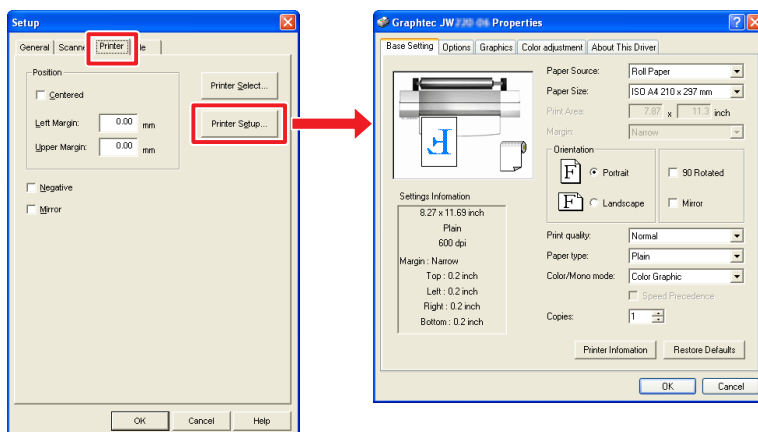 Setup
General Scanne Printer le
Position
Centered
Left Margin: 0.00 mm
Upper Margin: 0.00 mm
Printer Select...
Printer Setup...
Negative
Mirror
OK Cancel Help
Graphtec JW Properties
Base Setting Options Graphics Color adjustment About This Driver
Paper Source: Roll Paper
Paper Size: ISO A4 210 x 297 mm
Print Area: 7.87 x 11.3 inch
Margin: Narrow
Orientation
F Portrait
F Landscape
90 Rotated
Mirror
Settings Infomation
8.27 x 11.69 inch
Plain
600 dpi
Margin : Narrow
Top : 0.2 inch
Left : 0.2 inch
Right : 0.2 inch
Bottom : 0.2 inch
Print quality: Normal
Paper type: Plain
Color/Mono mode: Color Graphic
Speed Precedence
Copies: 1
Printer Infomation Restore Defaults
OK Cancel